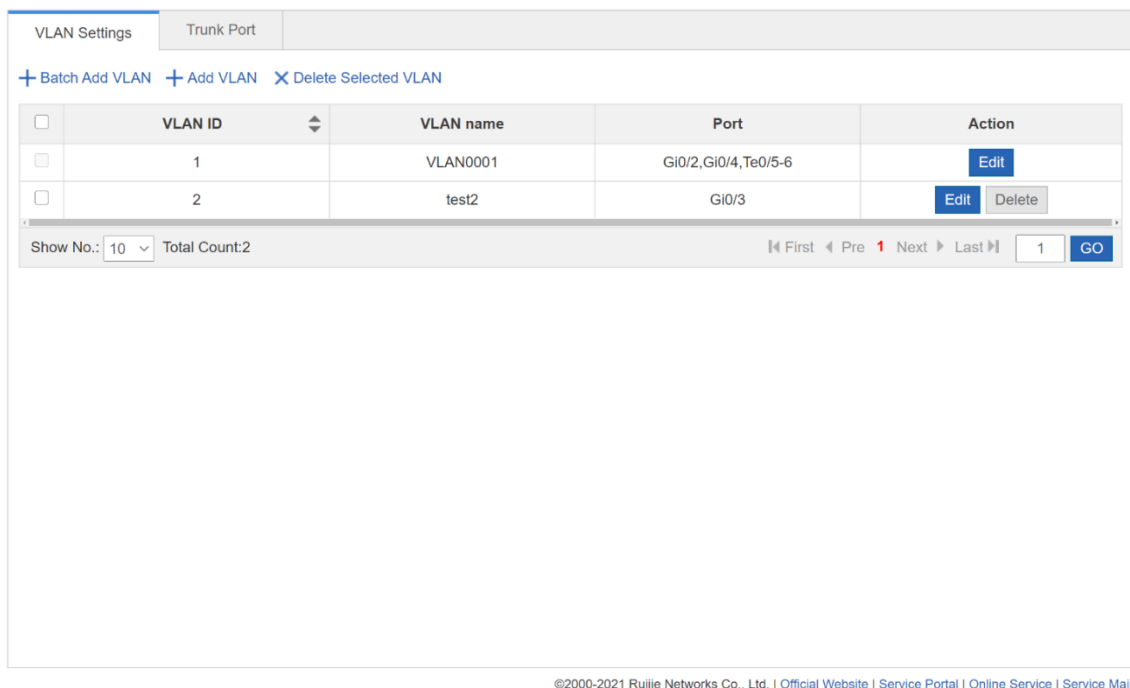 VLAN Settings Trunk Port
Batch Add VLAN Add VLAN Delete Selected VLAN
VLAN ID VLAN name Port Action
1 VLAN0001 Gi0/2,Gi0/4,Te0/5-6 Edit
2 test2 Gi0/3 Edit Delete
Show No.: 10 Total Count:2 First Pre 1 Next Last 1 GO
©2000-2021 Ruijie Networks Co., Ltd. | Official Website | Service Portal | Online Service | Service Mai